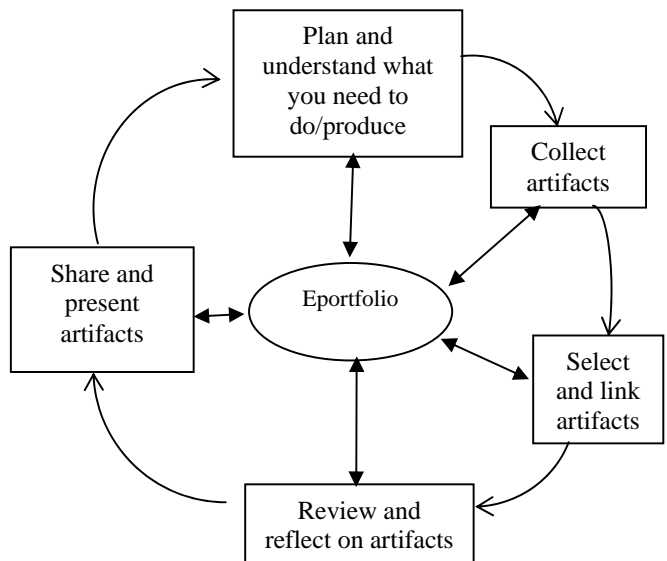 Plan and
understand what
you need to
do/produce
Collect
artifacts
Share and
present
artifacts
Eportfolio
Select
and link
artifacts
Review and
reflect on artifacts